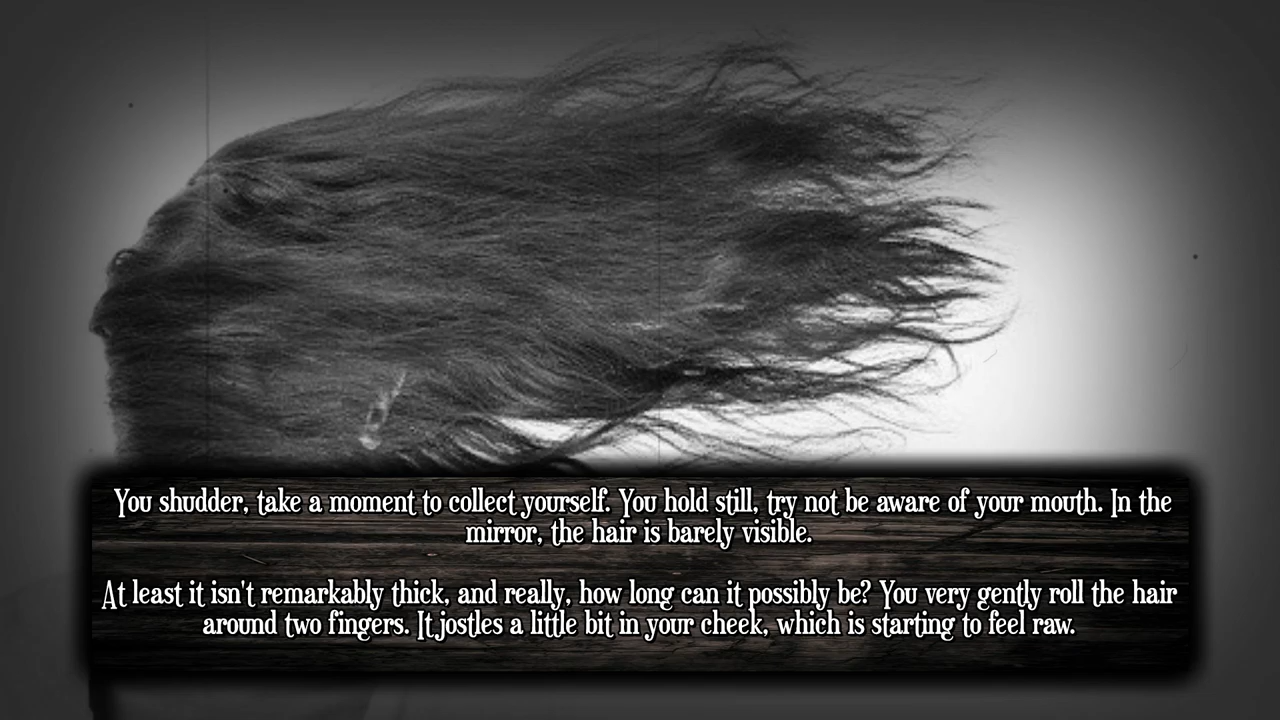 You shudder, take a moment to collect yourself. You hold still, try not be aware of your mouth. In the
mirror, the hair is barely visible.
At least it isn't remarkably thick, and really, how long can it possibly be? You very gently roll the hair
around two fingers. It jostles a little bit in your cheek, which is starting to feel raw.